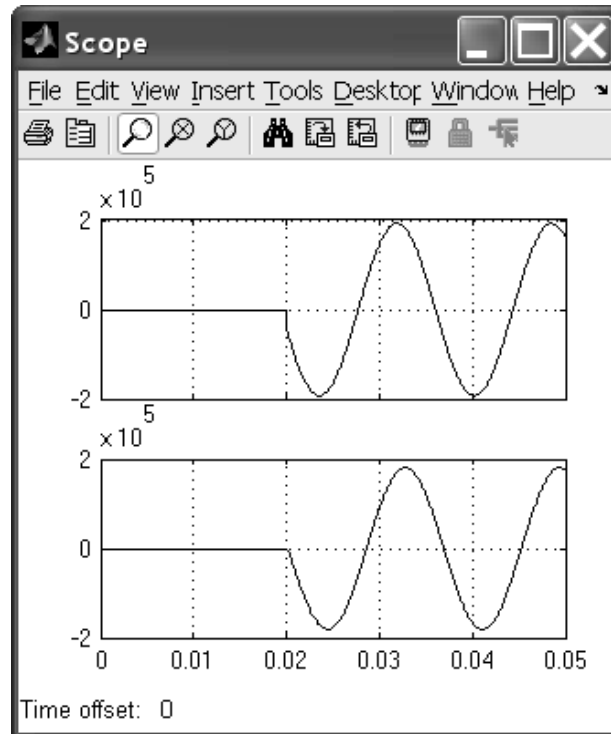 Scope
File Edit View Insert Tools Desktop Window Help
×10 5
2
0
-2
×10 5
2
0
-2
0 0.01 0.02 0.03 0.04 0.05
Time offset: 0